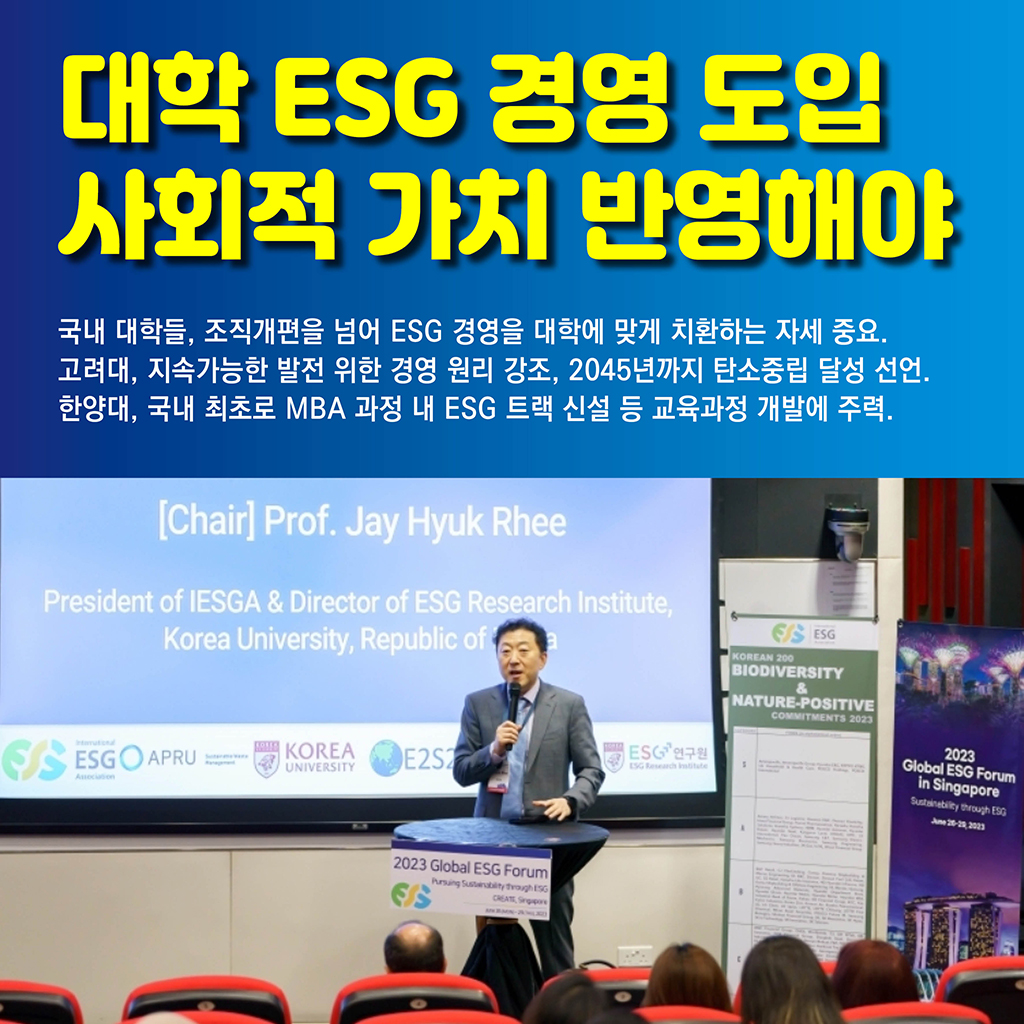 대학 ESG 경영 도입
사회적 가치 반영해야
국내 대학들, 조직개편을 넘어 ESG 경영을 대학에 맞게 치환하는 자세 중요.
고려대, 지속가능한 발전 위한 경영 원리 강조, 2045년까지 탄소중립 달성 선언.
한양대, 국내 최초로 MBA 과정 내 ESG 트랙 신설 등 교육과정 개발에 주력.
[Chair] Prof. Jay Hyuk Rhee
President of IESGA & Director of ESG Research Institute,
Korea University, Republic of
International
ESG
Association
APRU
Sustainable Waste
Management
KOREA
UNIVERSITY
E2S2
ESG 연구원
ESG Research Institute
2023 Global ESG Forum
Pursuing Sustainability through ESG
CREATE, Singapore
ESG
KOREAN 200
BIODIVERSITY
&
NATURE-POSITIVE
COMMITMENTS 2023
S
A
B
2023
Global ESG Forum
in Singapore
Sustainability through ESG
June 26-29, 2023